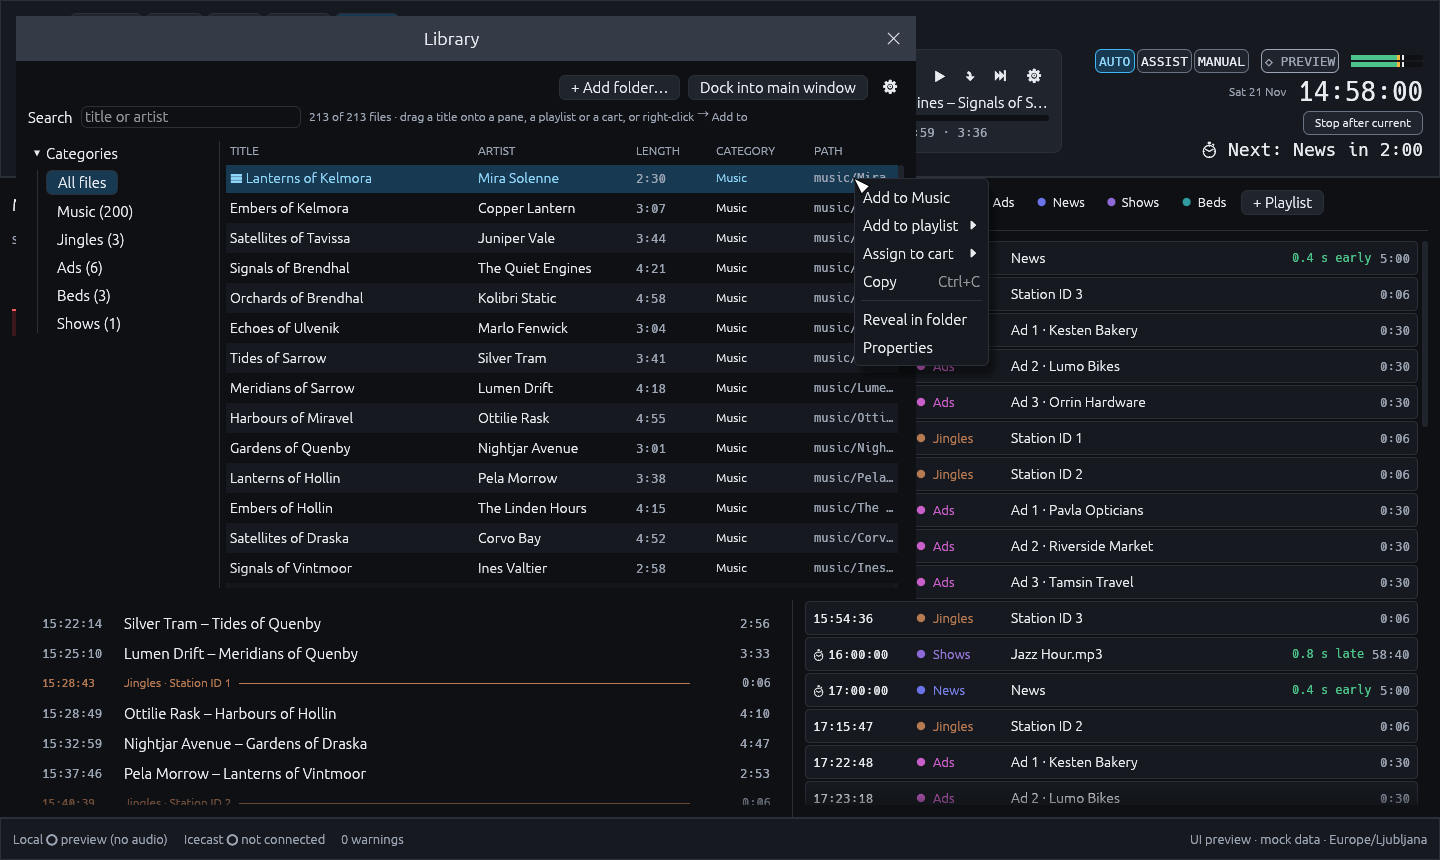 Library
+ Add folder…
Dock into main window
Search
title or artist
213 of 213 files · drag a title onto a pane, a playlist or a cart, or right-click → Add to
▾ Categories
All files
Music (200)
Jingles (3)
Ads (6)
Beds (3)
Shows (1)
TITLE ARTIST LENGTH CATEGORY PATH
Lanterns of Kelmora Mira Solenne 2:30 Music music/Mira…
Embers of Kelmora Copper Lantern 3:07 Music music/
Satellites of Tavissa Juniper Vale 3:44 Music music/
Signals of Brendhal The Quiet Engines 4:21 Music music/
Orchards of Brendhal Kolibri Static 4:58 Music music/
Echoes of Ulvenik Marlo Fenwick 3:04 Music music/
Tides of Sarrow Silver Tram 3:41 Music music/
Meridians of Sarrow Lumen Drift 4:18 Music music/Lume…
Harbours of Miravel Ottilie Rask 4:55 Music music/Otti…
Gardens of Quenby Nightjar Avenue 3:01 Music music/Nigh…
Lanterns of Hollin Pela Morrow 3:38 Music music/Pela…
Embers of Hollin The Linden Hours 4:15 Music music/The …
Satellites of Draska Corvo Bay 4:52 Music music/Corv…
Signals of Vintmoor Ines Valtier 2:58 Music music/Ines…
Add to Music
Add to playlist
Assign to cart
Copy Ctrl+C
Reveal in folder
Properties
ines – Signals of S…
:59 · 3:36
AUTO ASSIST MANUAL ◇ PREVIEW
Sat 21 Nov 14:58:00
Stop after current
Next: News in 2:00
Ads News Shows Beds + Playlist
News 0.4 s early 5:00
Station ID 3 0:06
Ad 1 · Kesten Bakery 0:30
Ads Ad 2 · Lumo Bikes 0:30
Ads Ad 3 · Orrin Hardware 0:30
Jingles Station ID 1 0:06
Jingles Station ID 2 0:06
Ads Ad 1 · Pavla Opticians 0:30
Ads Ad 2 · Riverside Market 0:30
Ads Ad 3 · Tamsin Travel 0:30
15:54:36 Jingles Station ID 3 0:06
16:00:00 Shows Jazz Hour.mp3 0.8 s late 58:40
17:00:00 News News 0.4 s early 5:00
17:15:47 Jingles Station ID 2 0:06
17:22:48 Ads Ad 1 · Kesten Bakery 0:30
17:23:18 Ads Ad 2 · Lumo Bikes 0:30
15:22:14 Silver Tram – Tides of Quenby 2:56
15:25:10 Lumen Drift – Meridians of Quenby 3:33
15:28:43 Jingles · Station ID 1 0:06
15:28:49 Ottilie Rask – Harbours of Hollin 4:10
15:32:59 Nightjar Avenue – Gardens of Draska 4:47
15:37:46 Pela Morrow – Lanterns of Vintmoor 2:53
15:40:39 Jingles · Station ID 2 0:06
Local preview (no audio) Icecast not connected 0 warnings
UI preview · mock data · Europe/Ljubljana